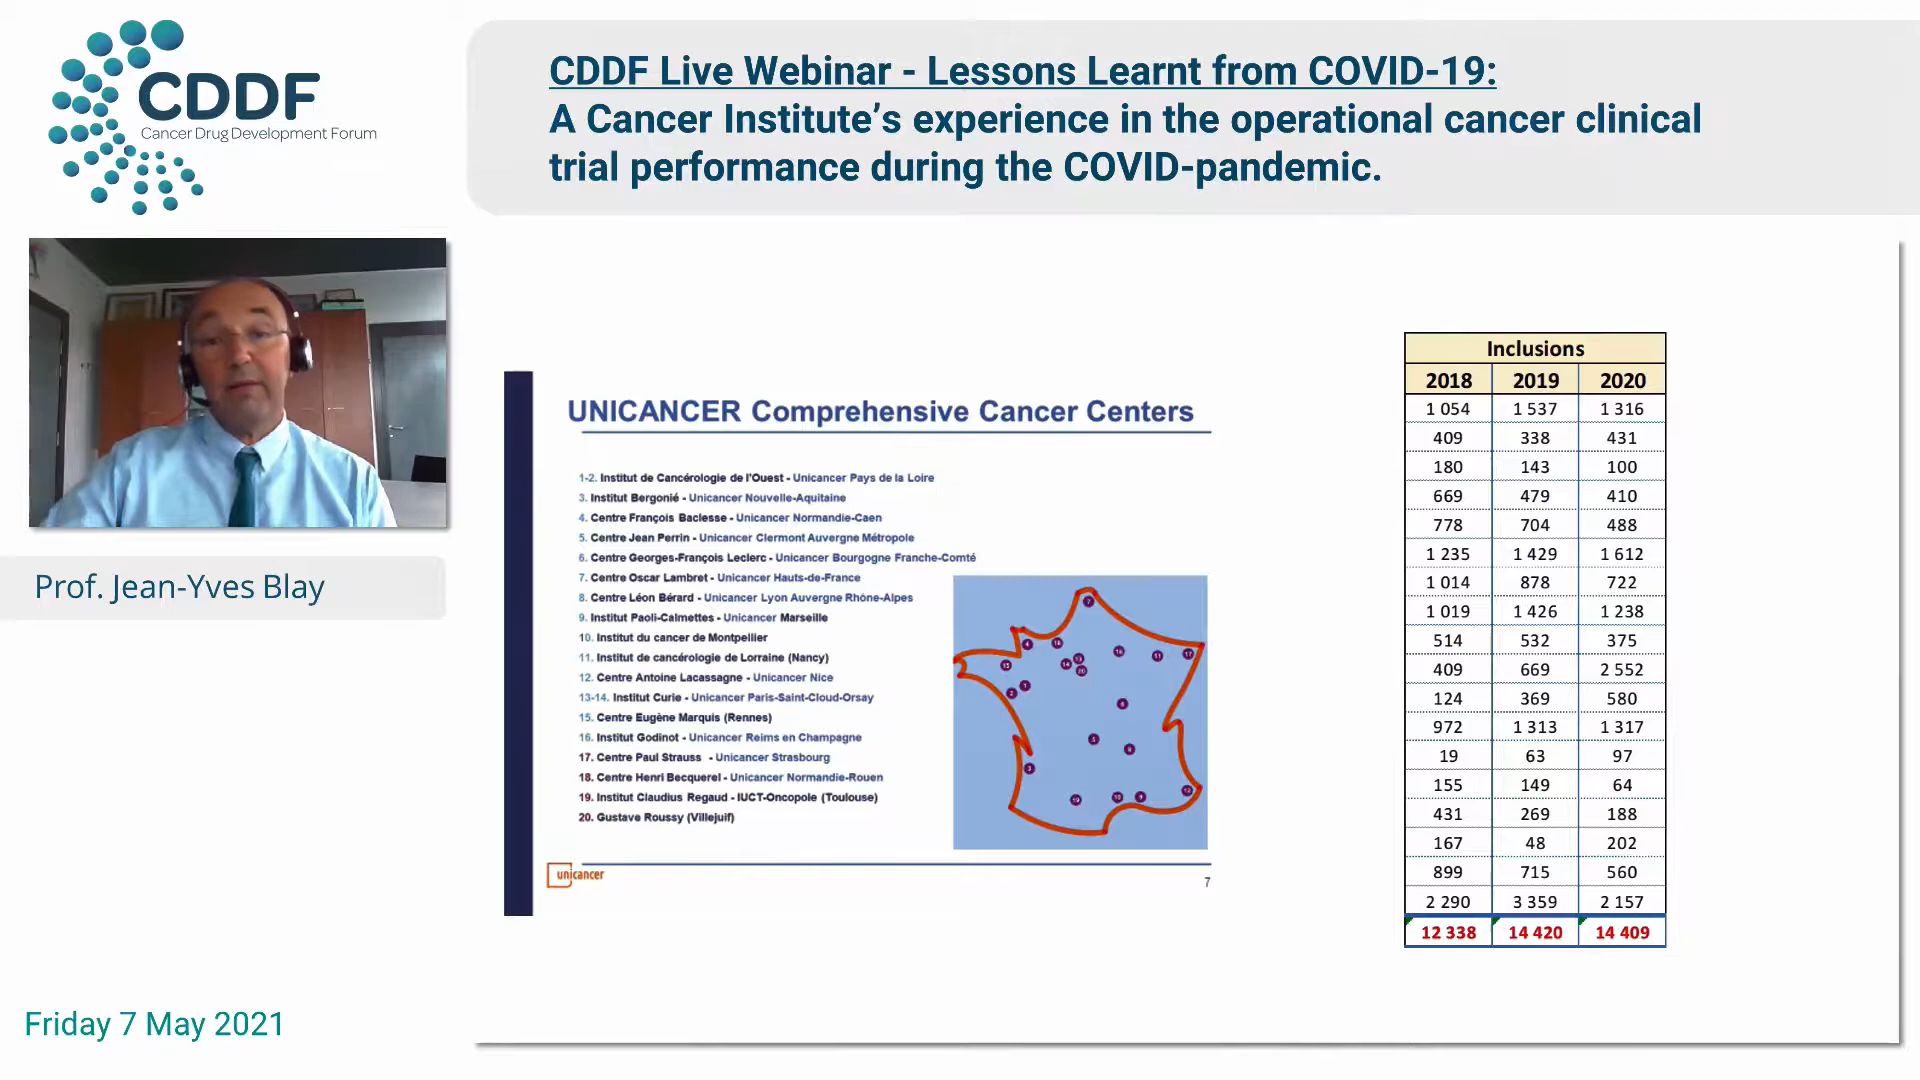 CDDF
Cancer Drug Development Forum
CDDF Live Webinar - Lessons Learnt from COVID-19:
A Cancer Institute’s experience in the operational cancer clinical
trial performance during the COVID-pandemic.
Prof. Jean-Yves Blay
Friday 7 May 2021
UNICANCER Comprehensive Cancer Centers
1-2. Institut de Cancérologie de l'Ouest - Unicancer Pays de la Loire
3. Institut Bergonié - Unicancer Nouvelle-Aquitaine
4. Centre François Baclesse - Unicancer Normandie-Caen
5. Centre Jean Perrin - Unicancer Clermont Auvergne Métropole
6. Centre Georges-François Leclerc - Unicancer Bourgogne Franche-Comté
7. Centre Oscar Lambret - Unicancer Hauts-de-France
8. Centre Léon Bérard - Unicancer Lyon Auvergne Rhône-Alpes
9. Institut Paoli-Calmettes - Unicancer Marseille
10. Institut du cancer de Montpellier
11. Institut de cancérologie de Lorraine (Nancy)
12. Centre Antoine Lacassagne - Unicancer Nice
13-14. Institut Curie - Unicancer Paris-Saint-Cloud-Orsay
15. Centre Eugène Marquis (Rennes)
16. Institut Godinot - Unicancer Reims en Champagne
17. Centre Paul Strauss - Unicancer Strasbourg
18. Centre Henri Becquerel - Unicancer Normandie-Rouen
19. Institut Claudius Regaud - IUCT-Oncopole (Toulouse)
20. Gustave Roussy (Villejuif)
unicancer
7
Inclusions
2018 2019 2020
1 054 1 537 1 316
409 338 431
180 143 100
669 479 410
778 704 488
1 235 1 429 1 612
1 014 878 722
1 019 1 426 1 238
514 532 375
409 669 2 552
124 369 580
972 1 313 1 317
19 63 97
155 149 64
431 269 188
167 48 202
899 715 560
2 290 3 359 2 157
12 338 14 420 14 409